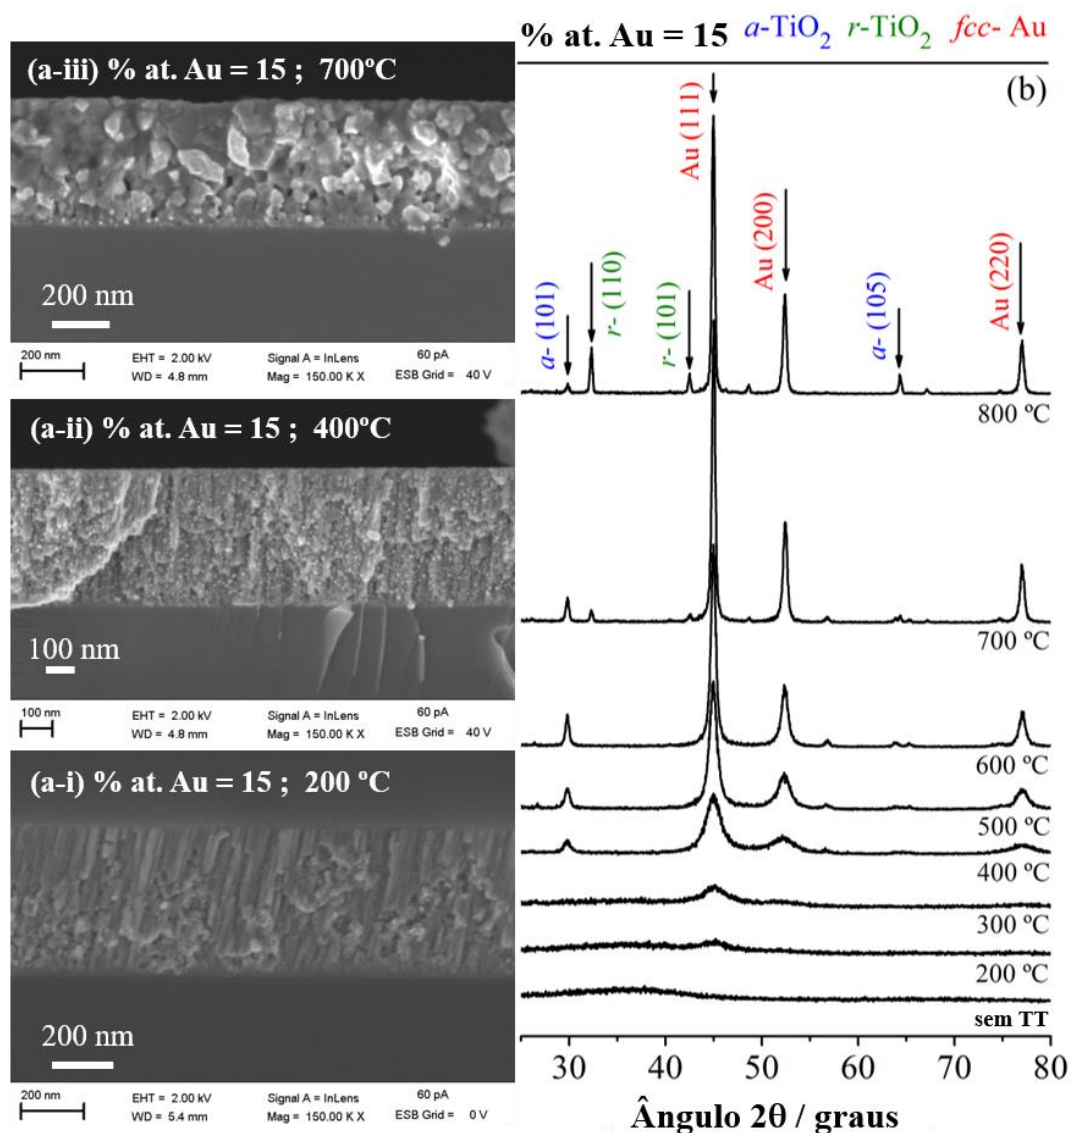 (a-iii) % at. Au = 15 ; 700ºC
200 nm
200 nm
EHT = 2.00 kV
WD = 4.8 mm
Signal A = InLens
Mag = 150.00 K X
60 pA
ESB Grid = 40 V
(a-ii) % at. Au = 15 ; 400ºC
100 nm
100 nm
EHT = 2.00 kV
WD = 4.8 mm
Signal A = InLens
Mag = 150.00 K X
60 pA
ESB Grid = 40 V
(a-i) % at. Au = 15 ; 200 ºC
200 nm
200 nm
EHT = 2.00 kV
WD = 5.4 mm
Signal A = InLens
Mag = 150.00 K X
60 pA
ESB Grid = 0 V
% at. Au = 15 a-TiO₂ r-TiO₂ fcc- Au
(b)
a- (101)
r- (110)
r- (101)
Au (111)
Au (200)
a- (105)
Au (220)
800 ºC
700 ºC
600 ºC
500 ºC
400 ºC
300 ºC
200 ºC
sem TT
30 40 50 60 70 80
Ângulo 2θ / graus